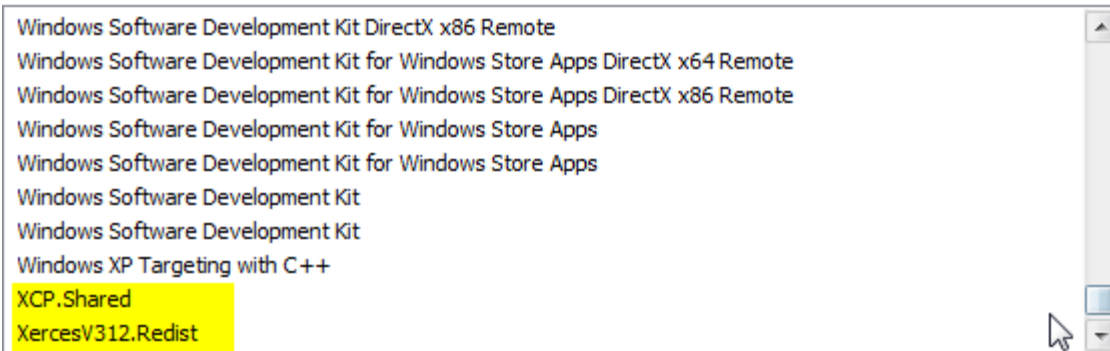 Windows Software Development Kit DirectX x86 Remote
Windows Software Development Kit for Windows Store Apps DirectX x64 Remote
Windows Software Development Kit for Windows Store Apps DirectX x86 Remote
Windows Software Development Kit for Windows Store Apps
Windows Software Development Kit for Windows Store Apps
Windows Software Development Kit
Windows Software Development Kit
Windows XP Targeting with C++
XCP.Shared
XercesV312.Redist